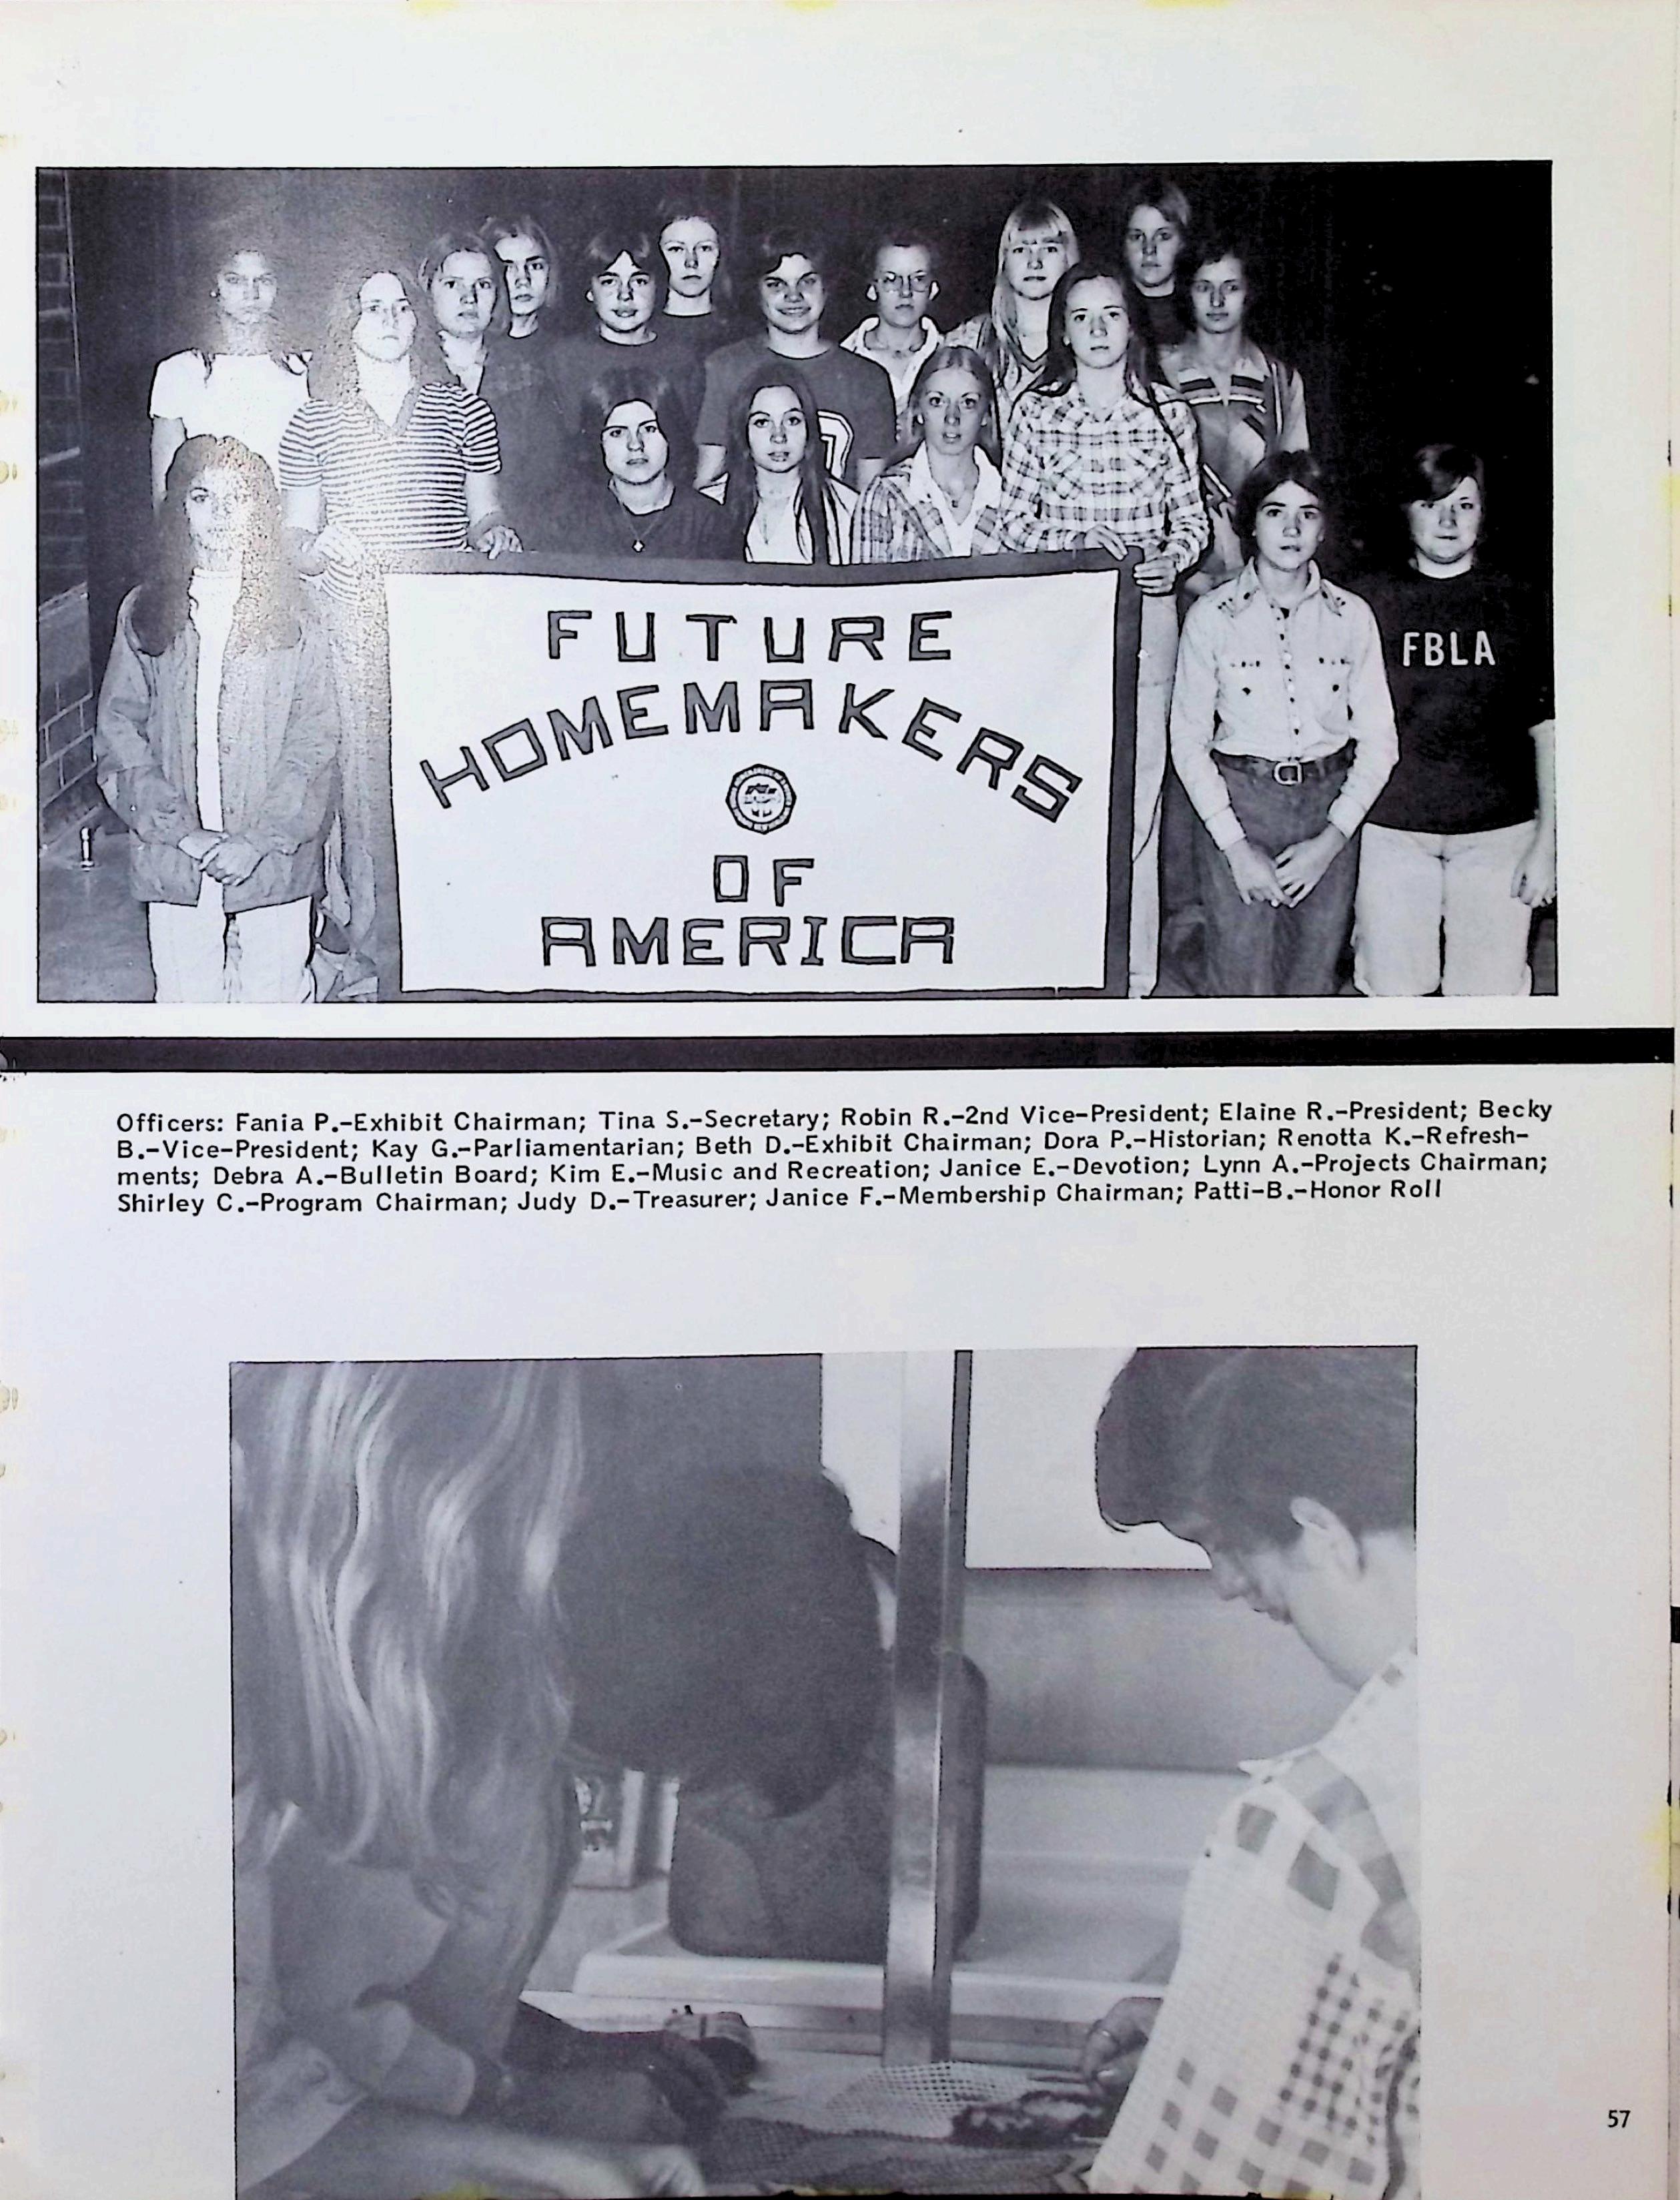 FUTURE
HOMEMAKERS
OF
AMERICA
FBLA
Officers: Fania P.-Exhibit Chairman; Tina S.-Secretary; Robin R.-2nd Vice-President; Elaine R.-President; Becky
B.-Vice-President; Kay G.-Parliamentarian; Beth D.-Exhibit Chairman; Dora P.-Historian; Renotta K.-Refresh-
ments; Debra A.-Bulletin Board; Kim E.-Music and Recreation; Janice E.-Devotion; Lynn A.-Projects Chairman;
Shirley C.-Program Chairman; Judy D.-Treasurer; Janice F.-Membership Chairman; Patti-B.-Honor Roll
57